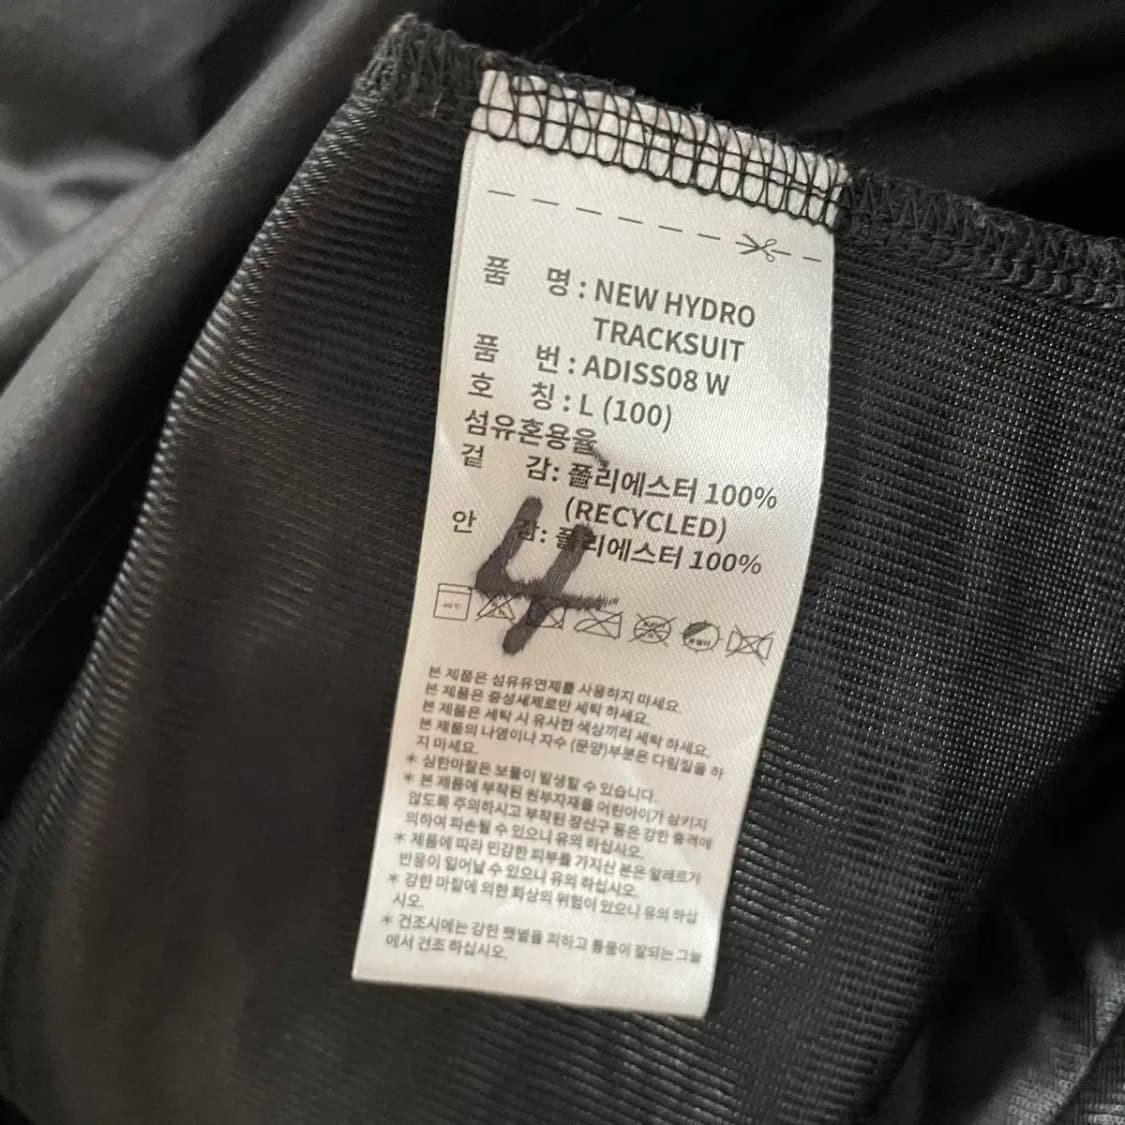 품 명 : NEW HYDRO
TRACKSUIT
품 번 : ADISS08 W
호 칭 : L (100)
섬유혼용율
겉 감: 폴리에스터 100%
(RECYCLED)
안 감: 폴리에스터 100%
4
본 제품은 섬유유연제를 사용하지 마세요.
본 제품은 중성세제로만 세탁 하세요.
본 제품은 세탁 시 유사한 색상끼리 세탁 하세요.
본 제품의 나염이나 자수 (문양)부분은 다림질을 하
지 마세요.
* 심한마찰은 보풀이 발생할 수 있습니다.
* 본 제품에 부착된 원부자재를 어린아이가 삼키지
않도록 주의하시고 부착된 장신구 등은 강한 충격에
의하여 파손될 수 있으니 유의 하십시오.
* 제품에 따라 민감한 피부를 가지신 분은 알레르기
반응이 일어날 수 있으니 유의 하십시오.
* 강한 마찰에 의한 화상의 위험이 있으니 유의 하십
시오.
* 건조시에는 강한 햇볕을 피하고 통풍이 잘되는 그늘
에서 건조 하십시오.